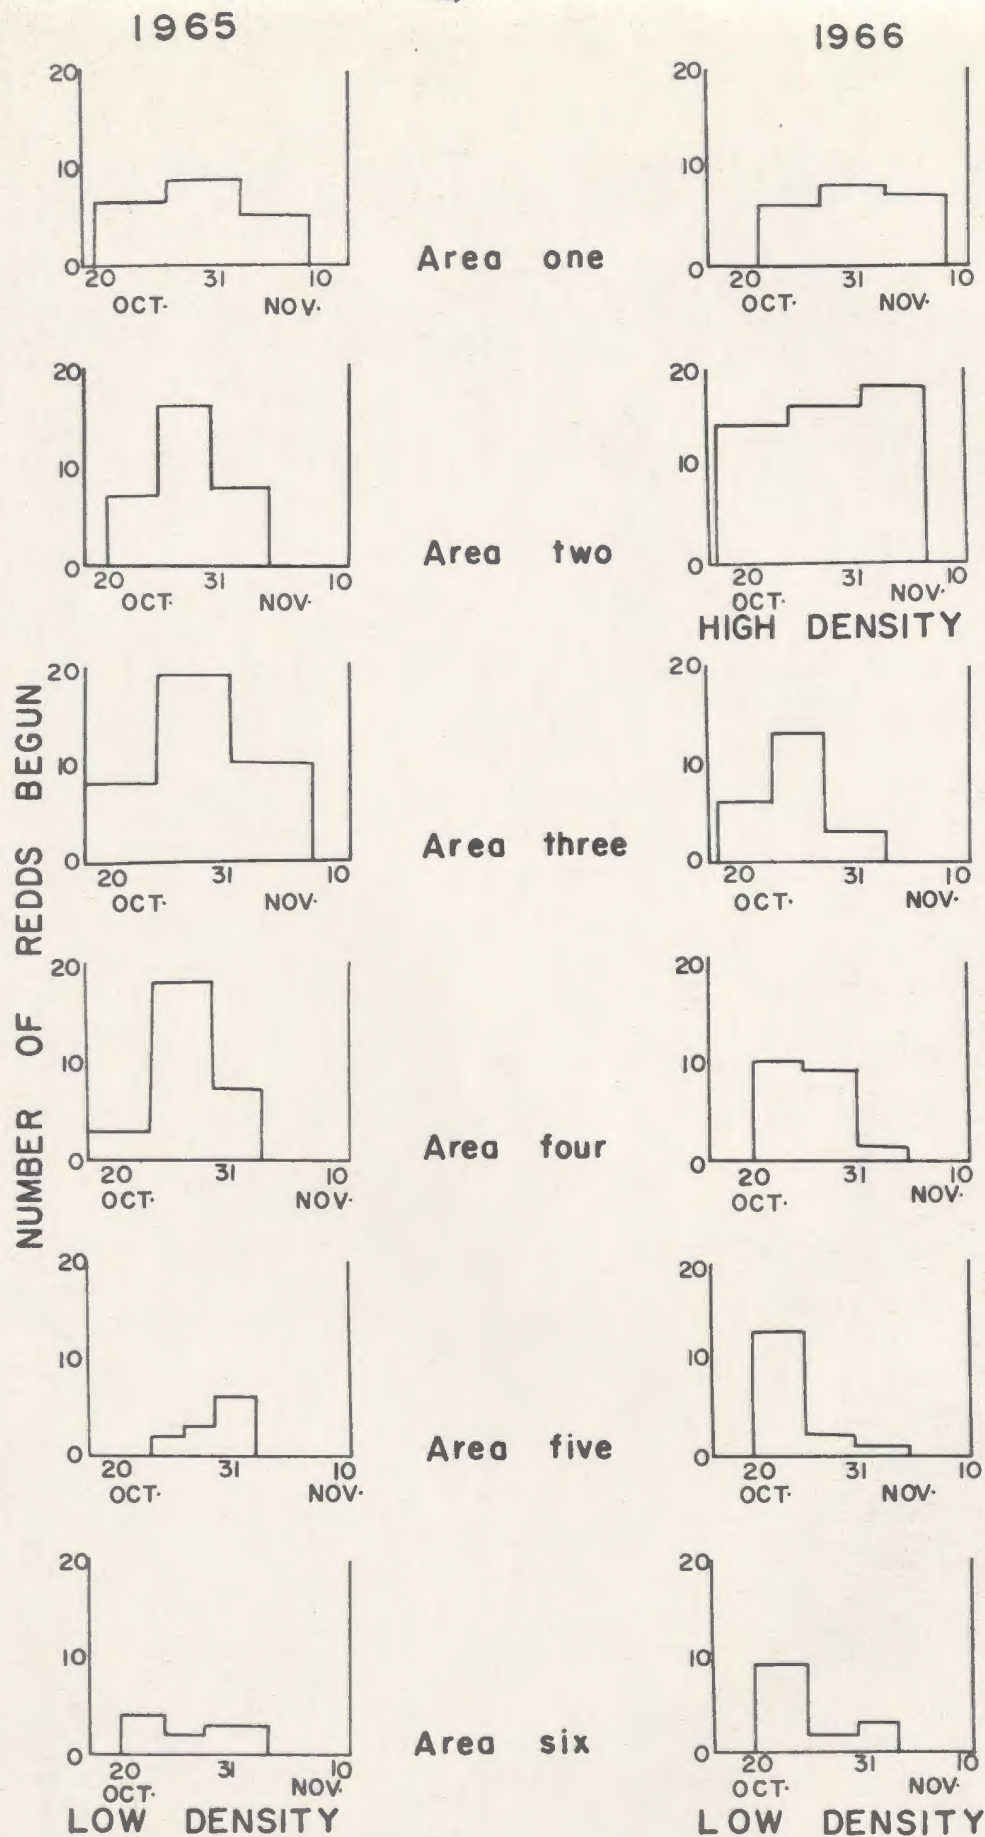 1965 1966
NUMBER OF REDDS BEGUN
20 20
10 10
0 0
Area one
20 31 10 20 31 10
OCT. NOV. OCT. NOV.
20 20
10 10
0 0
Area two
20 31 10 20 31 10
OCT. NOV. OCT. NOV.
HIGH DENSITY
20 20
10 10
0 0
Area three
20 31 10 20 31 10
OCT. NOV. OCT. NOV.
20 20
10 10
0 0
Area four
20 31 10 20 31 10
OCT. NOV. OCT. NOV.
20 20
10 10
0 0
Area five
20 31 10 20 31 10
OCT. NOV. OCT. NOV.
20 20
10 10
0 0
Area six
20 31 10 20 31 10
OCT. NOV. OCT. NOV.
LOW DENSITY LOW DENSITY